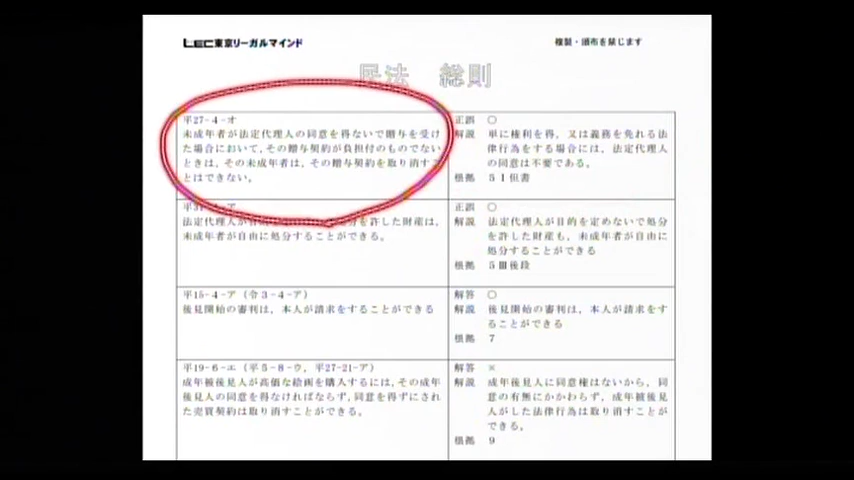 LEC東京リーガルマインド
複製・頒布を禁じます
民法 総則
平27-4-オ
未成年者が法定代理人の同意を得ないで贈与を受け
た場合において，その贈与契約が負担付のものでない
ときは，その未成年者は，その贈与契約を取り消すこ
とはできない。
正誤 ○
解説 単に権利を得，又は義務を免れる法
律行為をする場合には，法定代理人
の同意は不要である。
根拠 5Ⅰ但書
法定代理人が
を許した財産は，
未成年者が自由に処分することができる。
正誤 ○
解説 法定代理人が目的を定めないで処分
を許した財産も，未成年者が自由に
処分することができる
根拠 5Ⅲ後段
平15-4-ア（令3-4-ア）
後見開始の審判は，本人が請求をすることができる
解答 ○
解説 後見開始の審判は，本人が請求をす
ることができる
根拠 7
平19-6-エ（平5-8-ウ，平27-21-ア）
成年被後見人が高価な絵画を購入するには，その成年
後見人の同意を得なければならず，同意を得ずにされ
た売買契約は取り消すことができる。
解答 ×
解説 成年後見人に同意権はないから，同
意の有無にかかわらず，成年被後見
人がした法律行為は取り消すことが
できる。
根拠 9